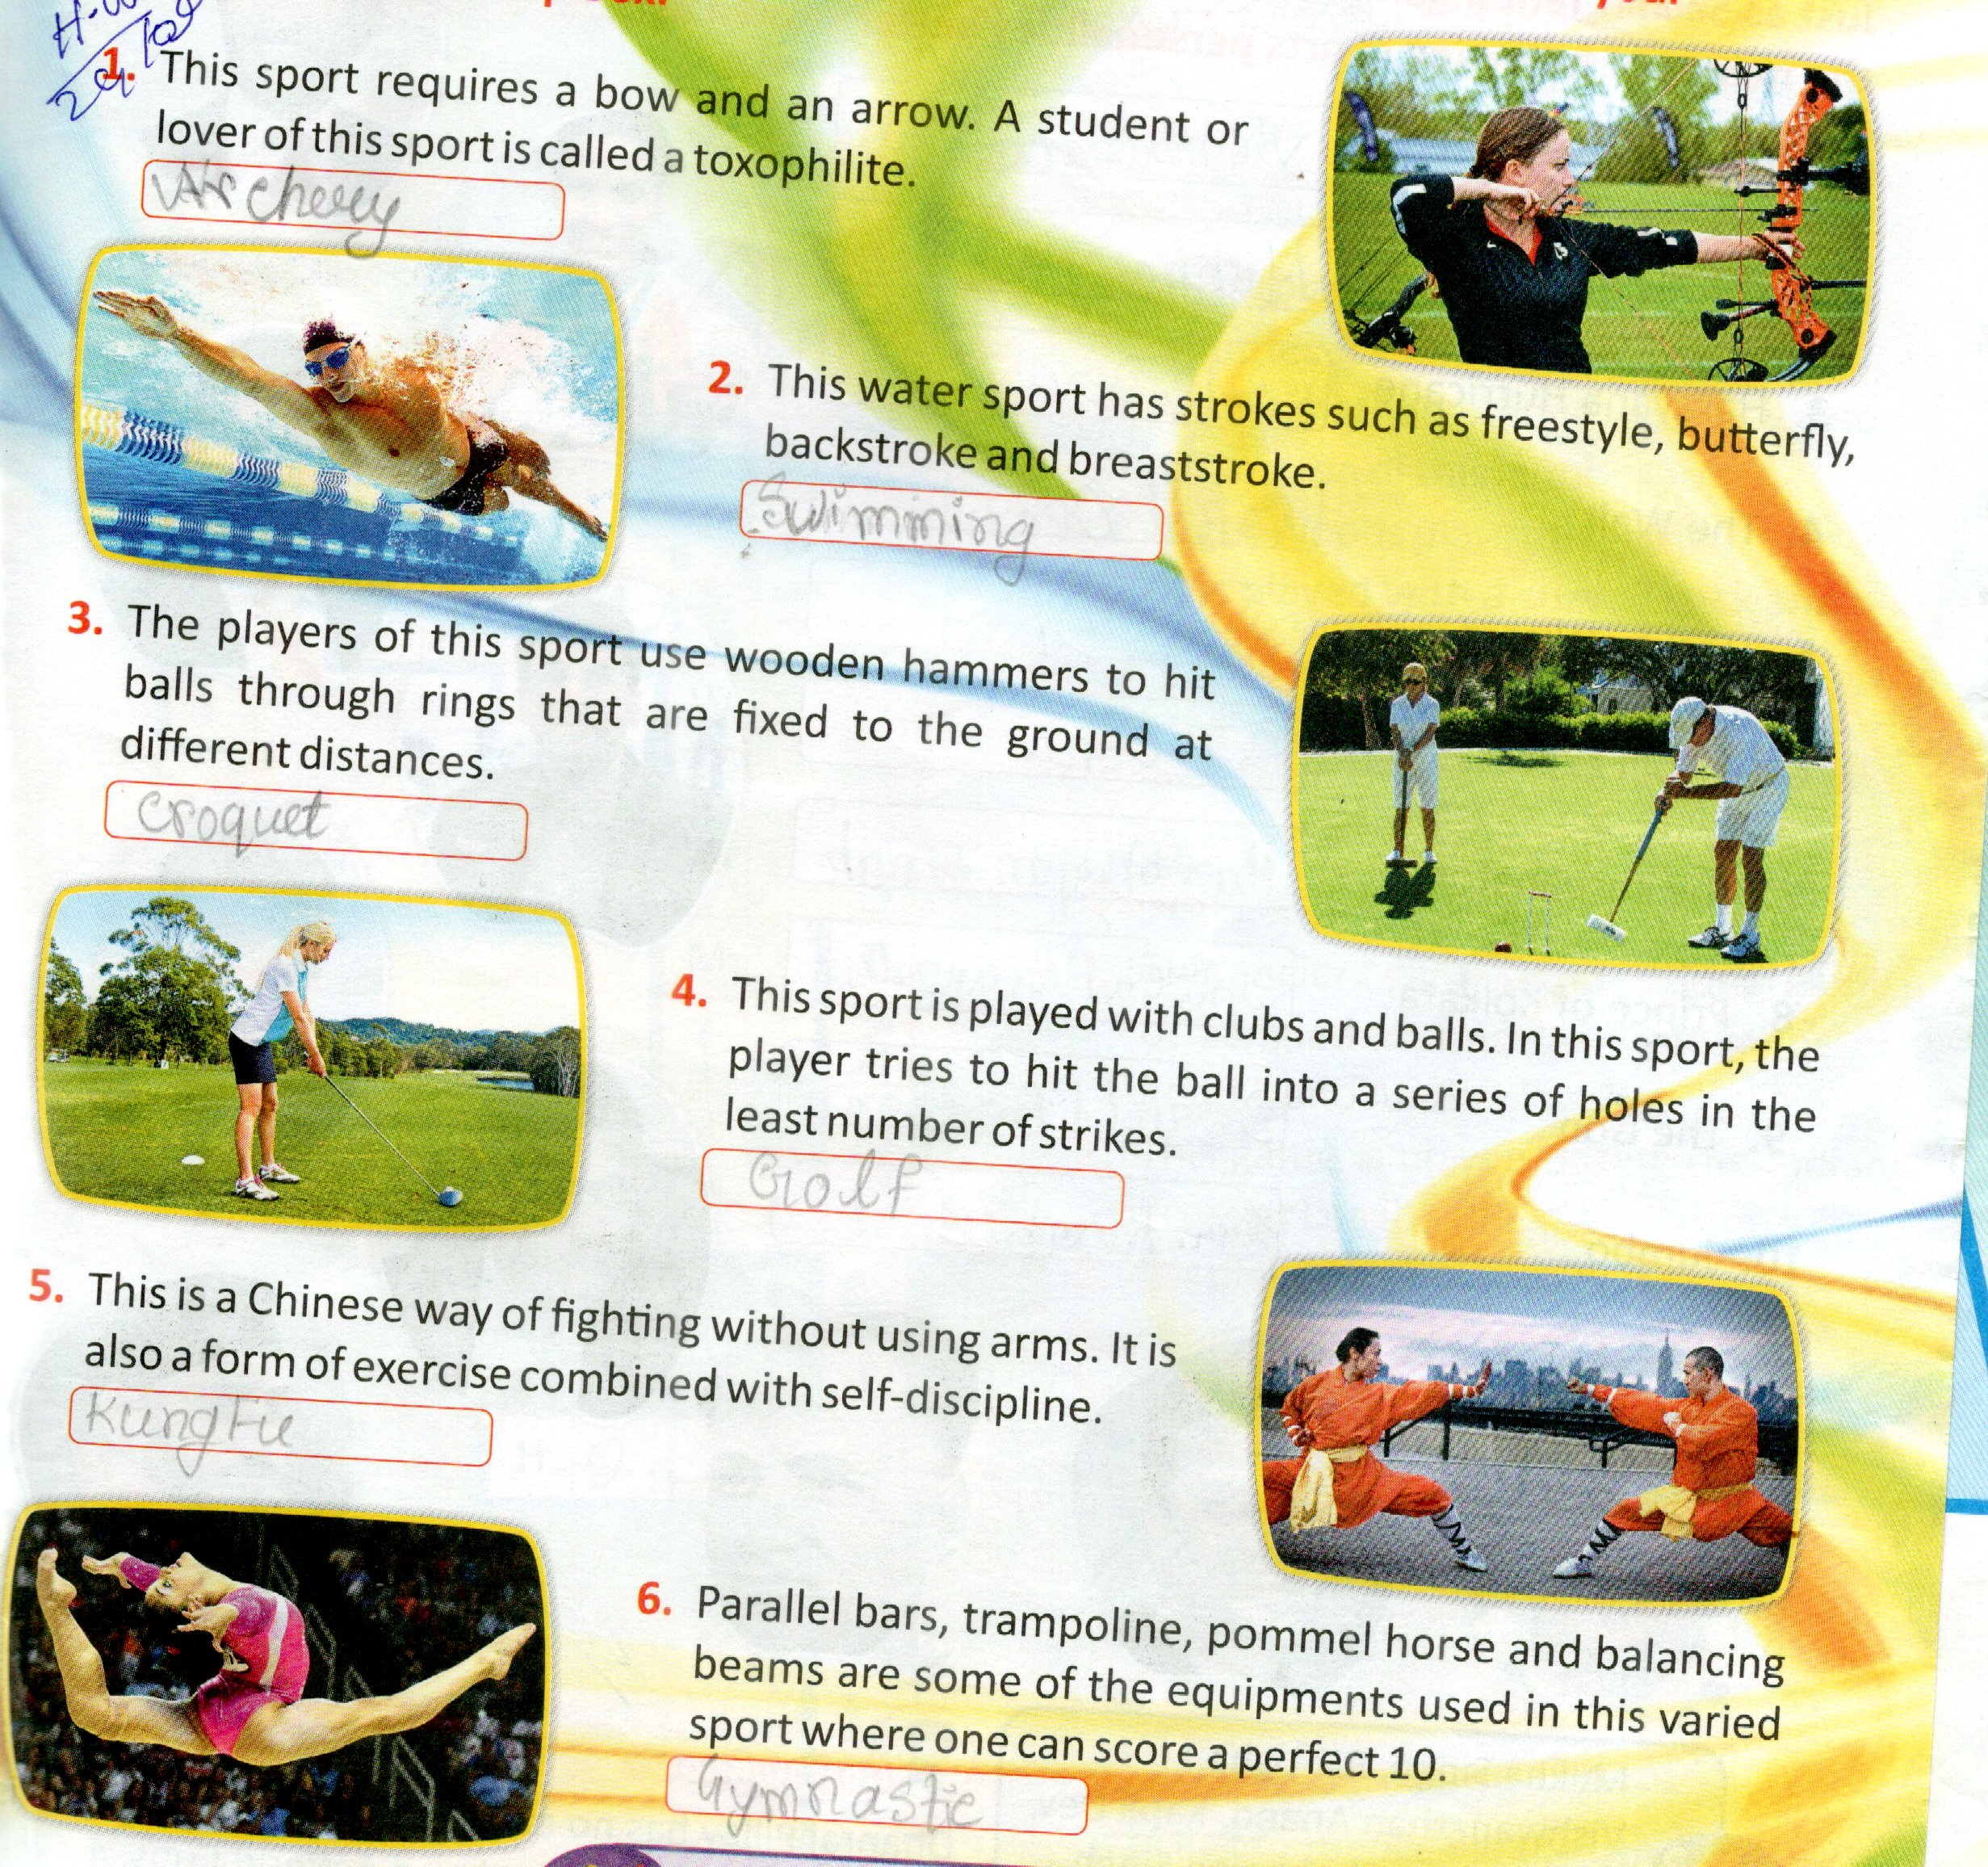 H.W
29/02
1. This sport requires a bow and an arrow. A student or
lover of this sport is called a toxophilite.
Archery
2. This water sport has strokes such as freestyle, butterfly,
backstroke and breaststroke.
Swimming
3. The players of this sport use wooden hammers to hit
balls through rings that are fixed to the ground at
different distances.
Croquet
4. This sport is played with clubs and balls. In this sport, the
player tries to hit the ball into a series of holes in the
least number of strikes.
Golf
5. This is a Chinese way of fighting without using arms. It is
also a form of exercise combined with self-discipline.
Kung Fu
6. Parallel bars, trampoline, pommel horse and balancing
beams are some of the equipments used in this varied
sport where one can score a perfect 10.
Gymnastic